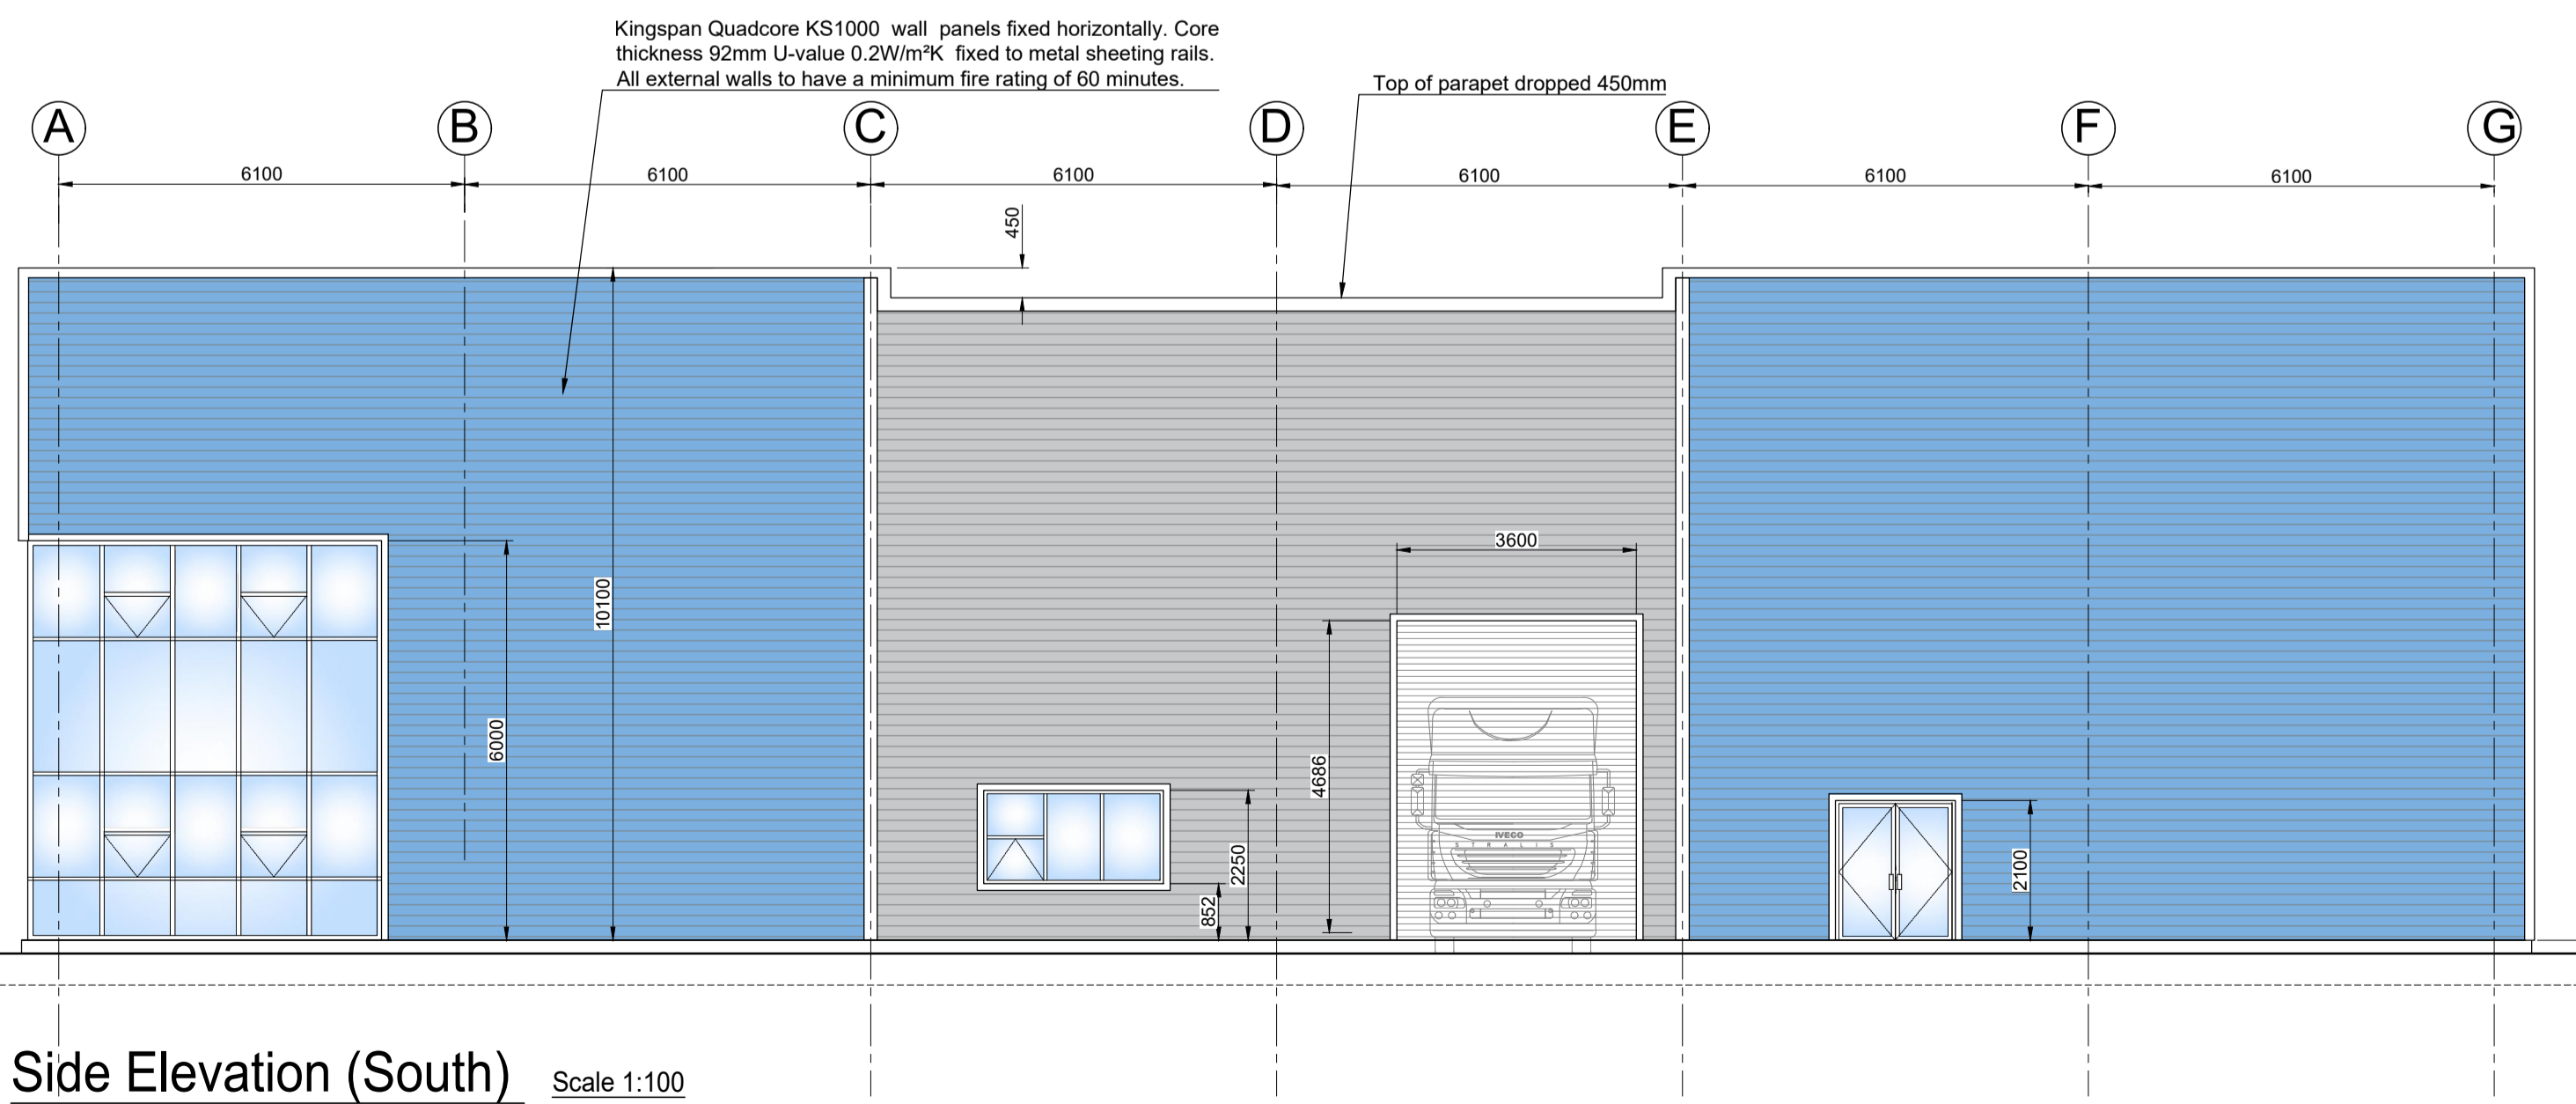 Kingspan Quadcore KS1000 wall panels fixed horizontally. Core
thickness 92mm U-value 0.2W/m²K fixed to metal sheeting rails.
All external walls to have a minimum fire rating of 60 minutes.
Top of parapet dropped 450mm
A
B
C
D
E
F
G
6100
6100
6100
6100
6100
6100
450
10100
6000
3600
4686
2250
852
2100
IVECO
STRALIS
Side Elevation (South)
Scale 1:100